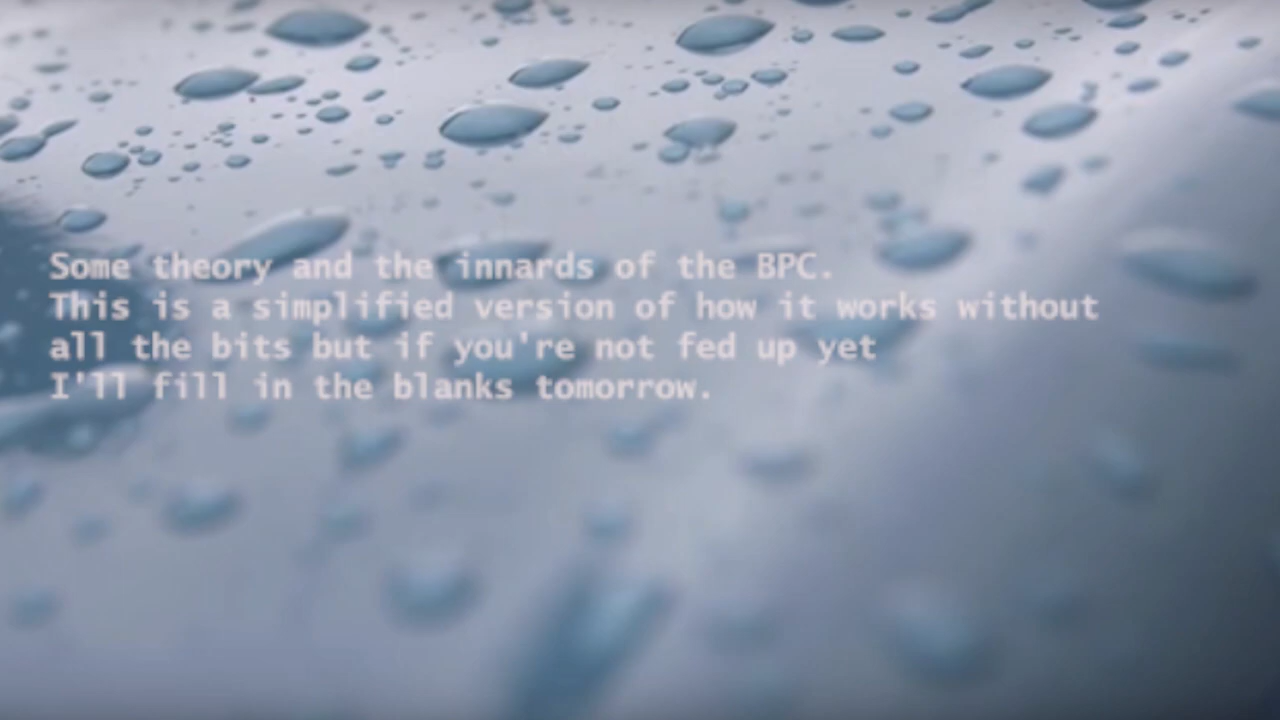 Some theory and the innards of the BPC.
This is a simplified version of how it works without
all the bits but if you're not fed up yet
I'll fill in the blanks tomorrow.